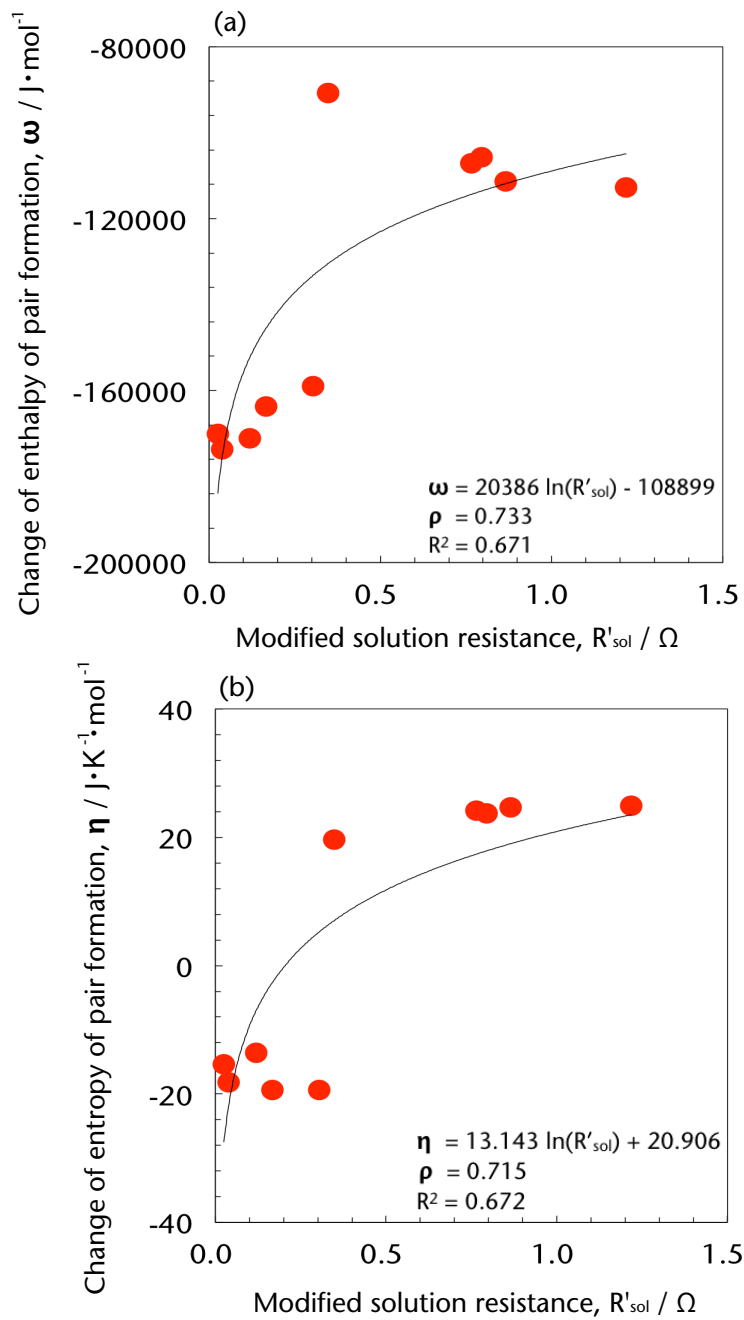 (a)
Change of enthalpy of pair formation, ω / J·mol⁻¹
-80000
-120000
-160000
-200000
ω = 20386 ln(R′sol) - 108899
ρ = 0.733
R² = 0.671
0.0 0.5 1.0 1.5
Modified solution resistance, R'sol / Ω
(b)
Change of entropy of pair formation, η / J·K⁻¹·mol⁻¹
40
20
0
-20
-40
η = 13.143 ln(R′sol) + 20.906
ρ = 0.715
R² = 0.672
0.0 0.5 1.0 1.5
Modified solution resistance, R'sol / Ω